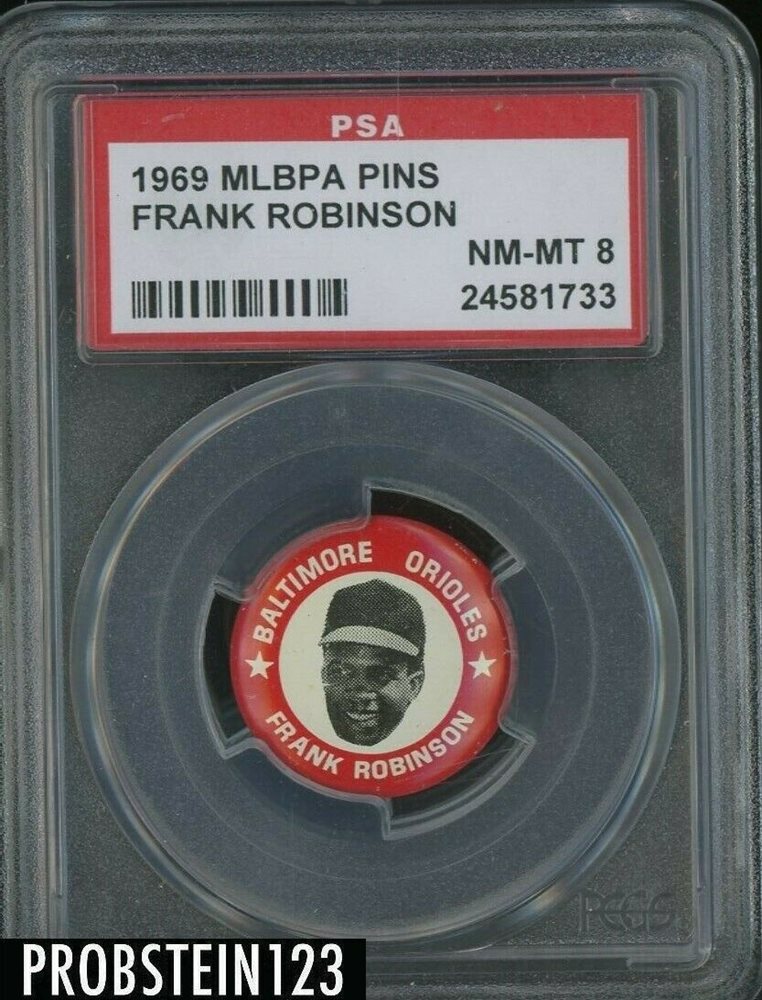 PSA
1969 MLBPA PINS
FRANK ROBINSON
NM-MT 8
24581733
★ BALTIMORE ORIOLES ★
FRANK ROBINSON
PROBSTEIN123